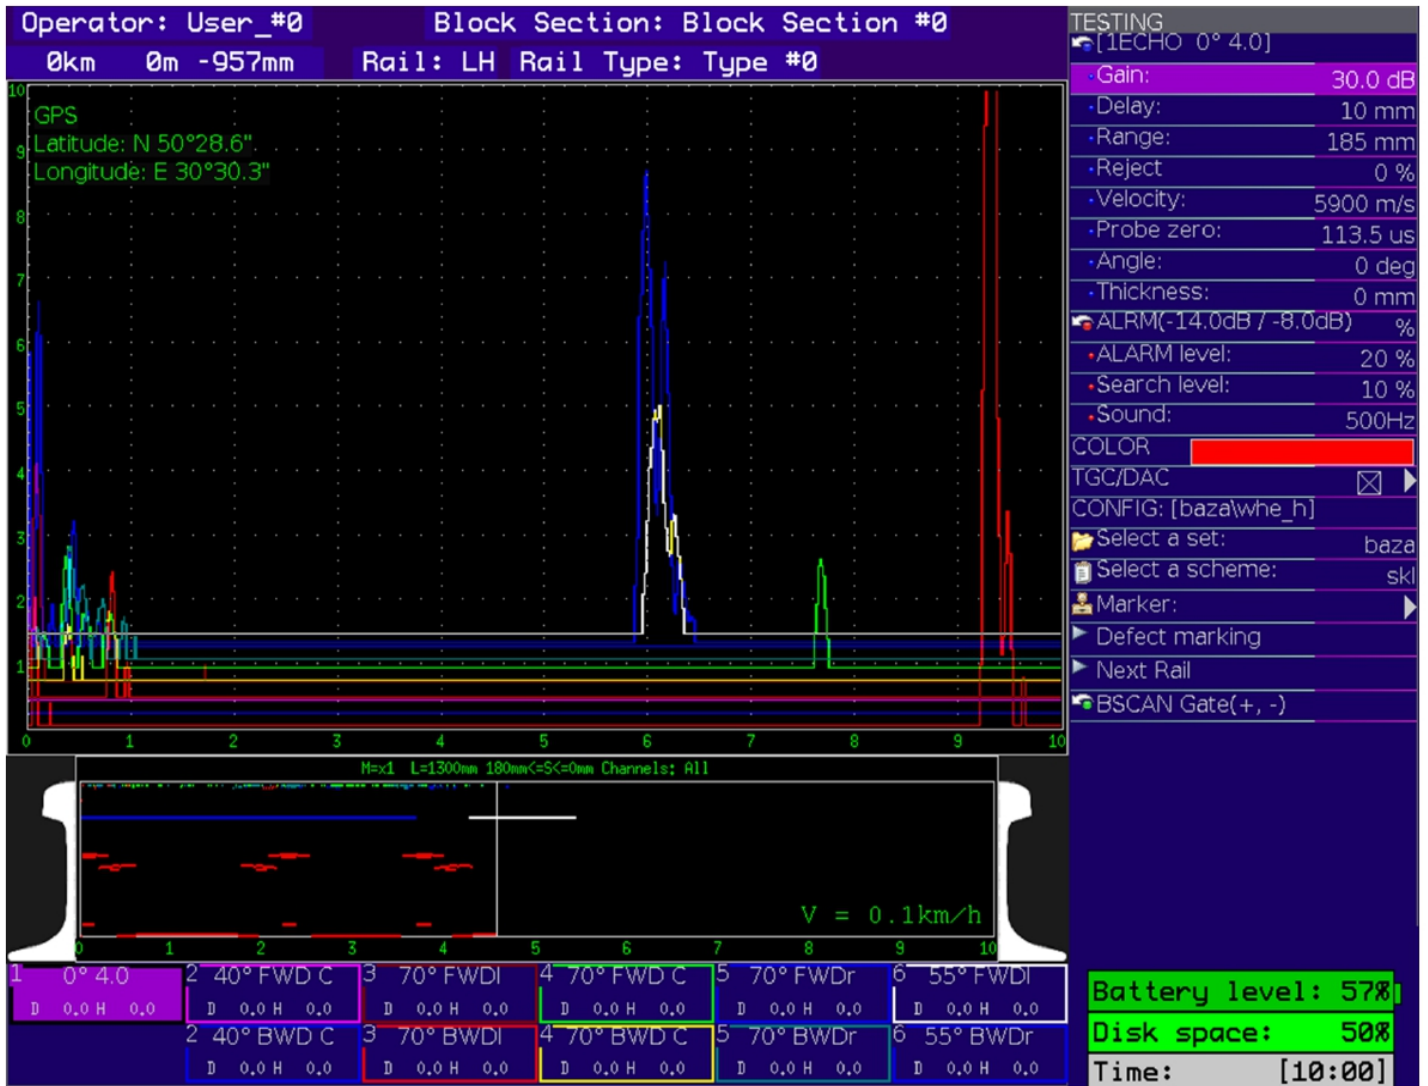 Operator: User_#0 Block Section: Block Section #0
0km 0m -957mm Rail: LH Rail Type: Type #0
GPS
Latitude: N 50°28.6"
Longitude: E 30°30.3"
10
9
8
7
6
5
4
3
2
1
0 1 2 3 4 5 6 7 8 9 10
M=x1 L=1300mm 180mm<=S<=0mm Channels: All
V = 0.1km/h
0 1 2 3 4 5 6 7 8 9 10
1 0° 4.0
D 0.0 H 0.0
2 40° FWD C
D 0.0 H 0.0
3 70° FWDl
D 0.0 H 0.0
4 70° FWD C
D 0.0 H 0.0
5 70° FWDr
D 0.0 H 0.0
6 55° FWDl
D 0.0 H 0.0
2 40° BWD C
D 0.0 H 0.0
3 70° BWDl
D 0.0 H 0.0
4 70° BWD C
D 0.0 H 0.0
5 70° BWDr
D 0.0 H 0.0
6 55° BWDr
D 0.0 H 0.0
TESTING
[1ECHO 0° 4.0]
Gain: 30.0 dB
Delay: 10 mm
Range: 185 mm
Reject 0 %
Velocity: 5900 m/s
Probe zero: 113.5 us
Angle: 0 deg
Thickness: 0 mm
ALRM(-14.0dB / -8.0dB) %
ALARM level: 20 %
Search level: 10 %
Sound: 500Hz
COLOR
TGC/DAC
CONFIG: [baza\whe_h]
Select a set: baza
Select a scheme: skl
Marker:
Defect marking
Next Rail
BSCAN Gate(+, -)
Battery level: 57%
Disk space: 50%
Time: [10:00]